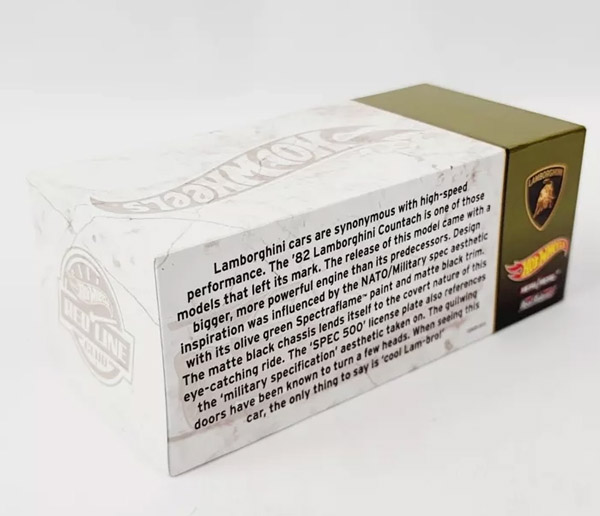 HOT WHEELS
Lamborghini cars are synonymous with high-speed
performance. The '82 Lamborghini Countach is one of those
models that left its mark. The release of this model came with a
bigger, more powerful engine than its predecessors. Design
inspiration was influenced by the NATO/Military spec aesthetic
with its olive green Spectraflame™ paint and matte black trim.
The matte black chassis lends itself to the covert nature of this
eye-catching ride. The 'SPEC 500' license plate also references
the 'military specification' aesthetic taken on. The gullwing
doors have been known to turn a few heads. When seeing this
car, the only thing to say is 'cool Lam-bro!'
RED LINE
CLUB
LAMBORGHINI
HOT WHEELS